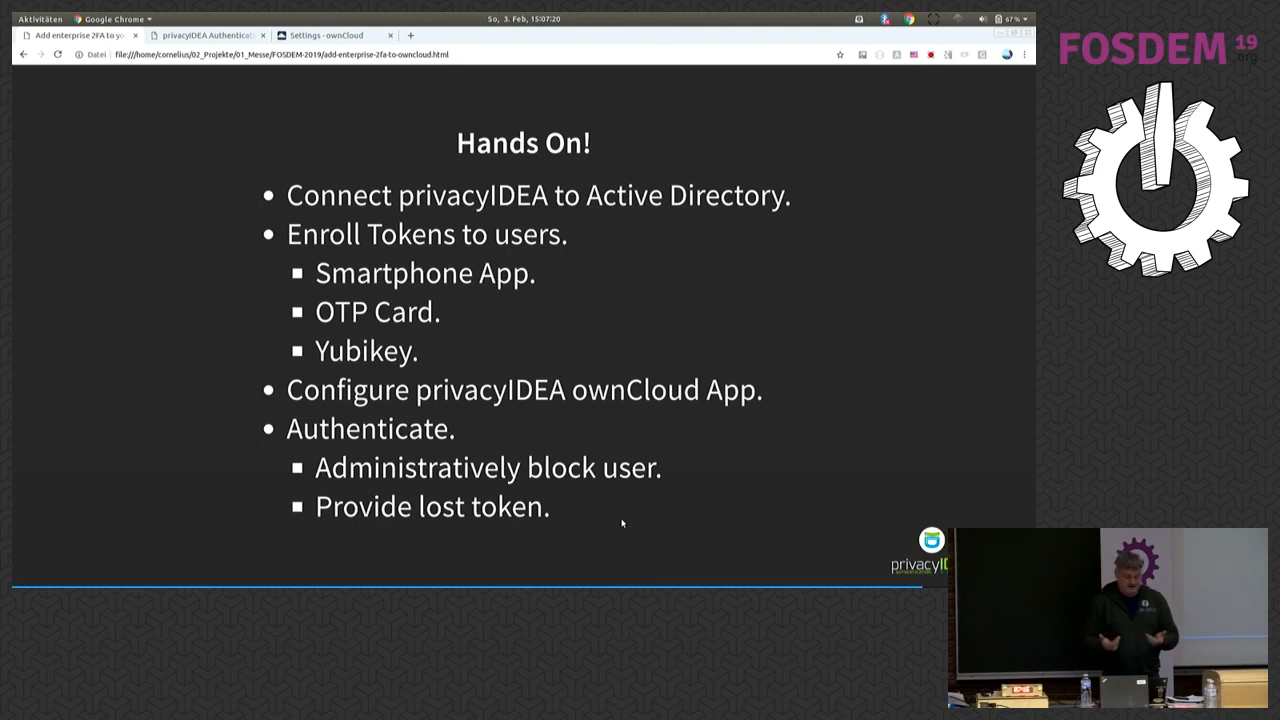 Aktivitäten
Google Chrome
So, 3. Feb, 15:07:20
67 %
Add enterprise 2FA to yo
privacyIDEA Authenticati
Settings - ownCloud
Datei
file:///home/cornelius/02_Projekte/01_Messe/FOSDEM-2019/add-enterprise-2fa-to-owncloud.html
FOSDEM 19
.org
Hands On!
Connect privacyIDEA to Active Directory.
Enroll Tokens to users.
Smartphone App.
OTP Card.
Yubikey.
Configure privacyIDEA ownCloud App.
Authenticate.
Administratively block user.
Provide lost token.
privacyID